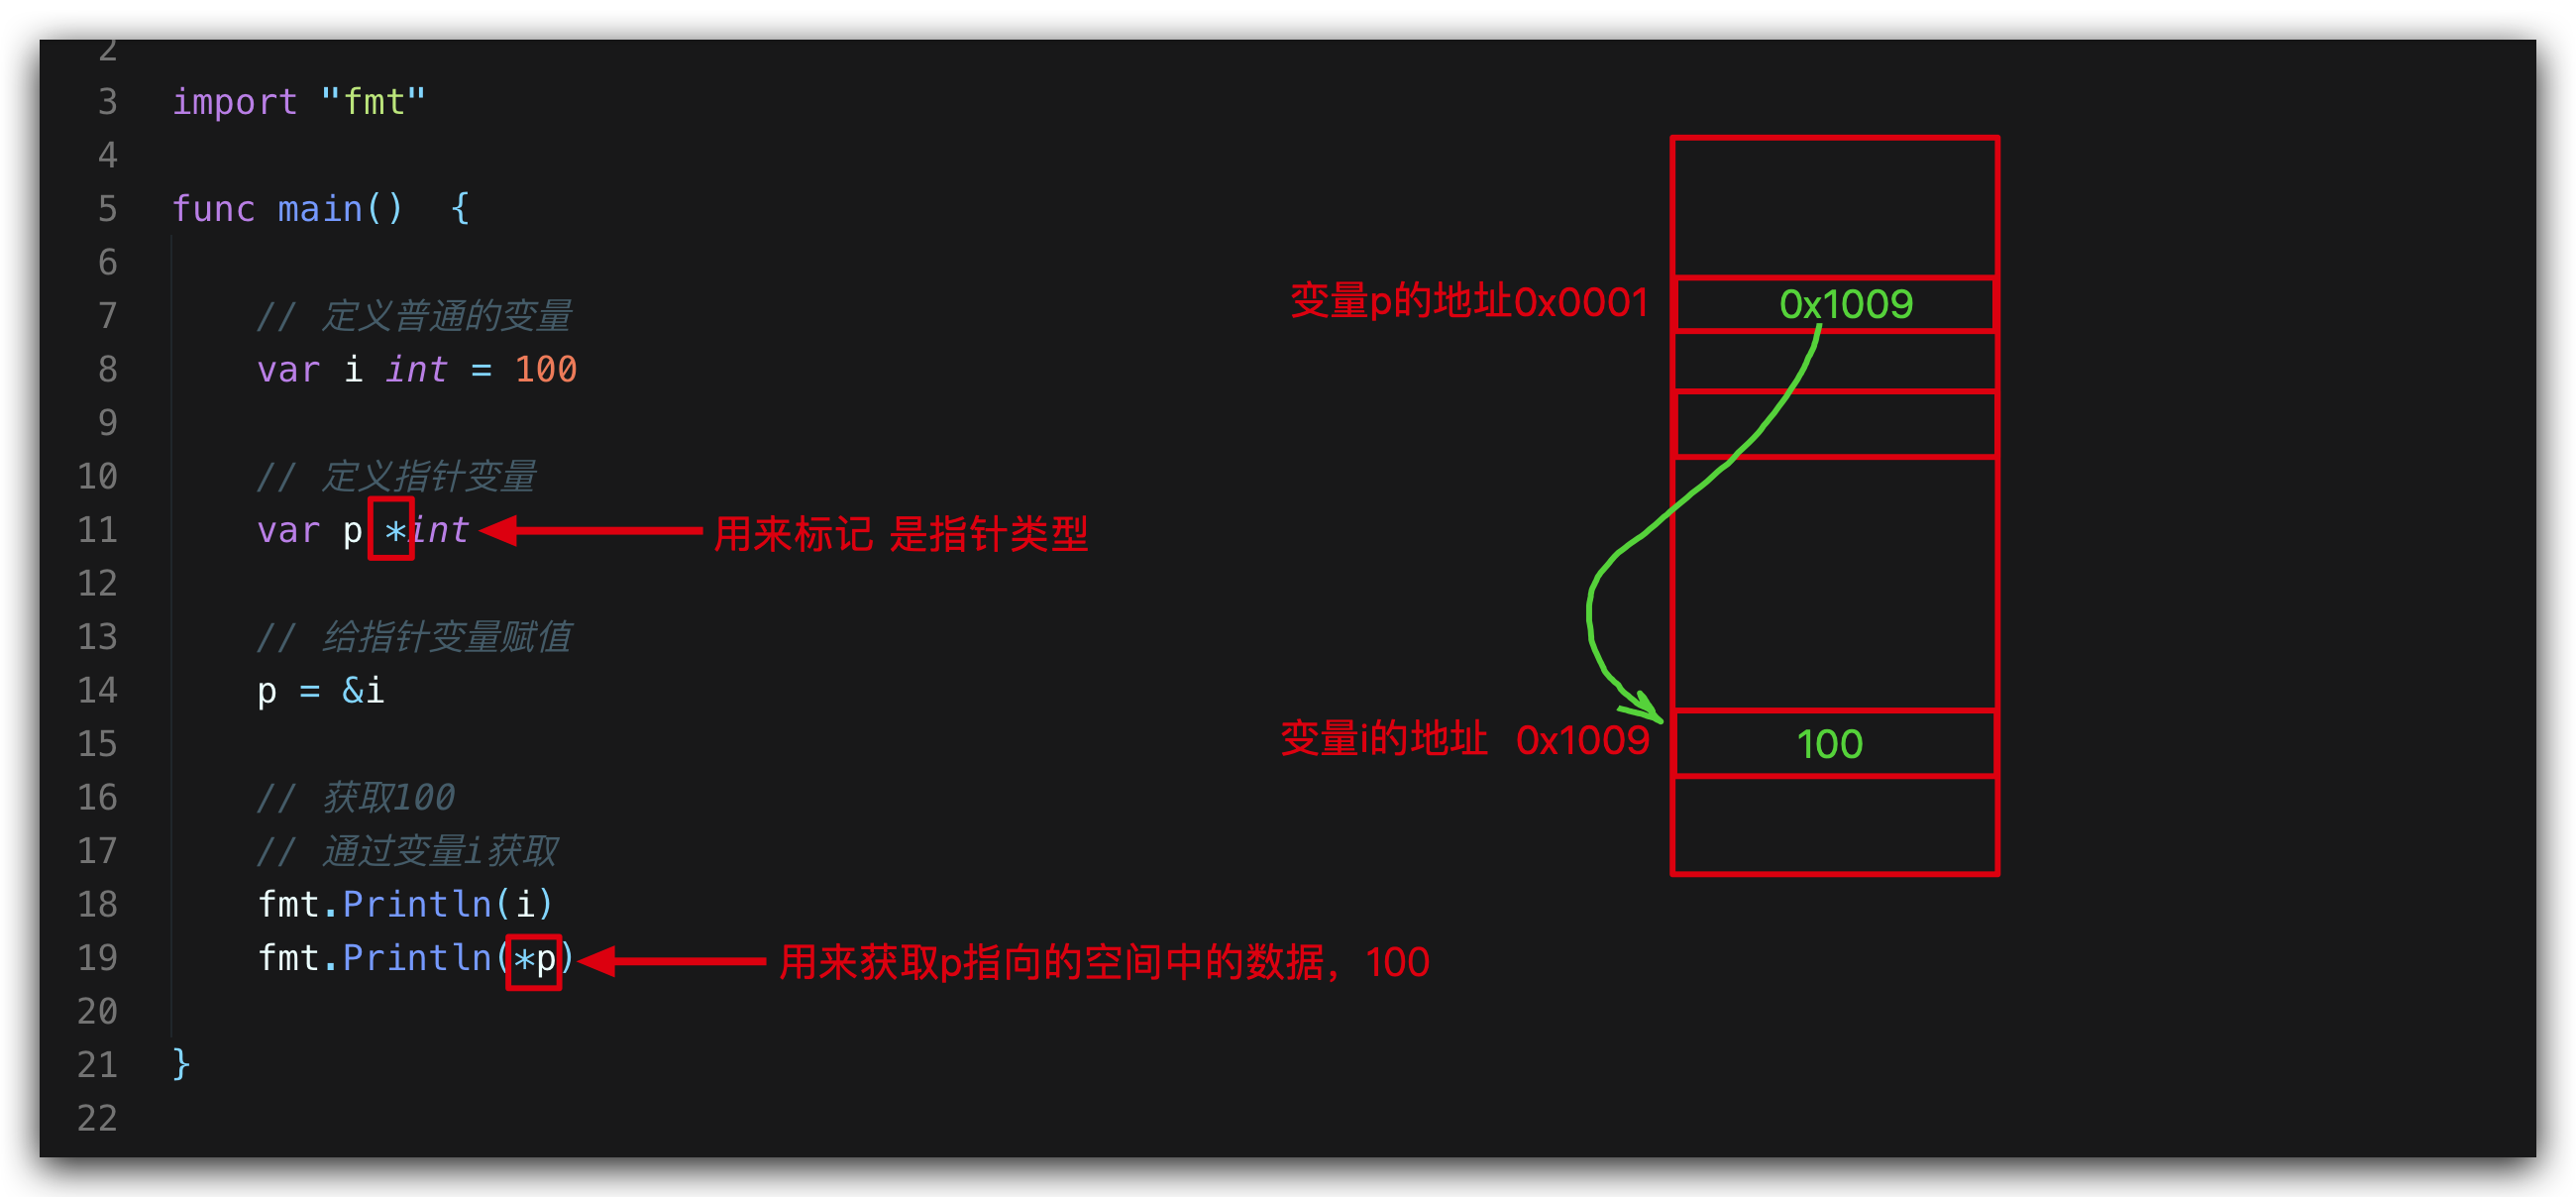 2
3 import "fmt"
4
5 func main()  {
6
7 // 定义普通的变量
8 var i int = 100
9
10 // 定义指针变量
11 var p *int
用来标记 是指针类型
12
13 // 给指针变量赋值
14 p = &i
15
16 // 获取100
17 // 通过变量i获取
18 fmt.Println(i)
19 fmt.Println(*p)
用来获取p指向的空间中的数据，100
20
21 }
22
变量p的地址0x0001
0x1009
变量i的地址 0x1009
100